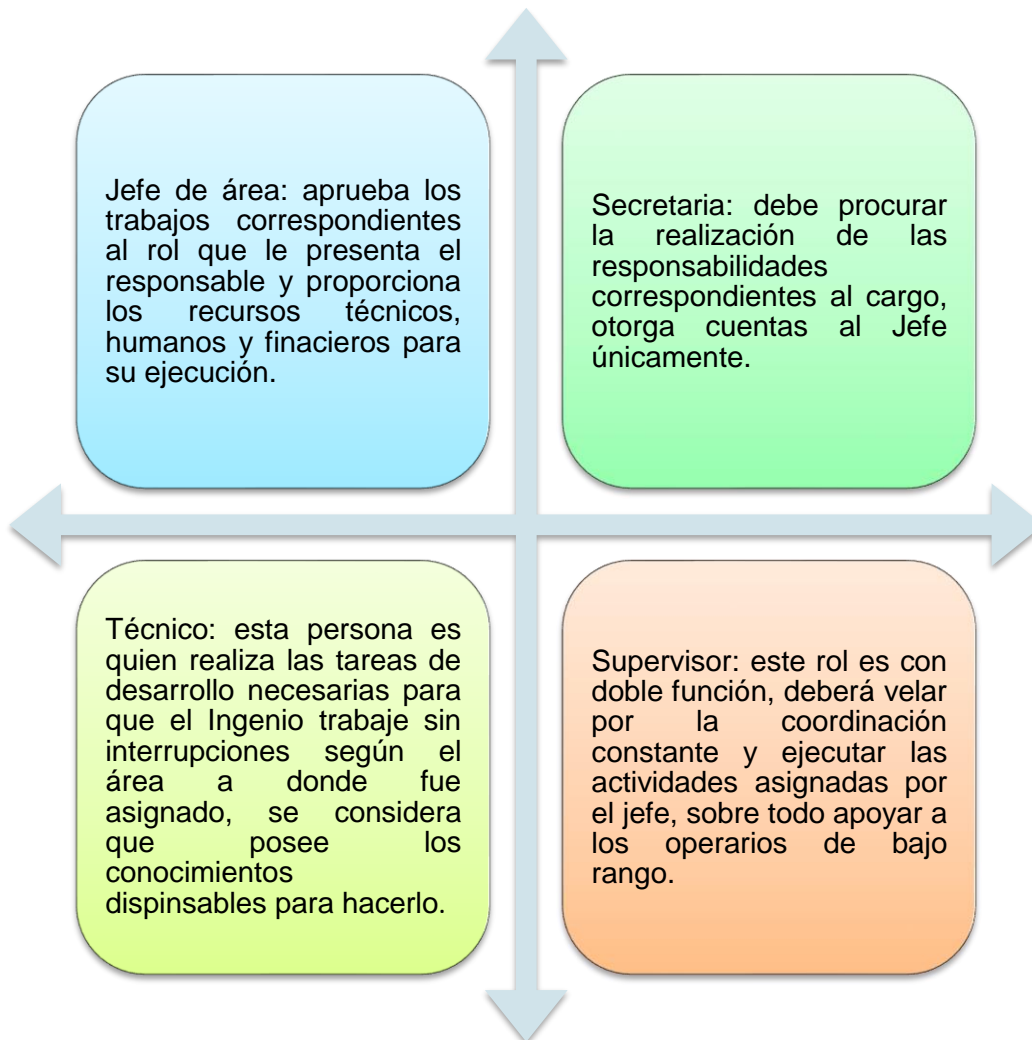 Jefe de área: aprueba los
trabajos correspondientes
al rol que le presenta el
responsable y proporciona
los recursos técnicos,
humanos y finacieros para
su ejecución.
Secretaria: debe procurar
la realización de las
responsabilidades
correspondientes al cargo,
otorga cuentas al Jefe
únicamente.
Técnico: esta persona es
quien realiza las tareas de
desarrollo necesarias para
que el Ingenio trabaje sin
interrupciones según el
área a donde fue
asignado, se considera
que posee los
conocimientos
dispinsables para hacerlo.
Supervisor: este rol es con
doble función, deberá velar
por la coordinación
constante y ejecutar las
actividades asignadas por
el jefe, sobre todo apoyar a
los operarios de bajo
rango.